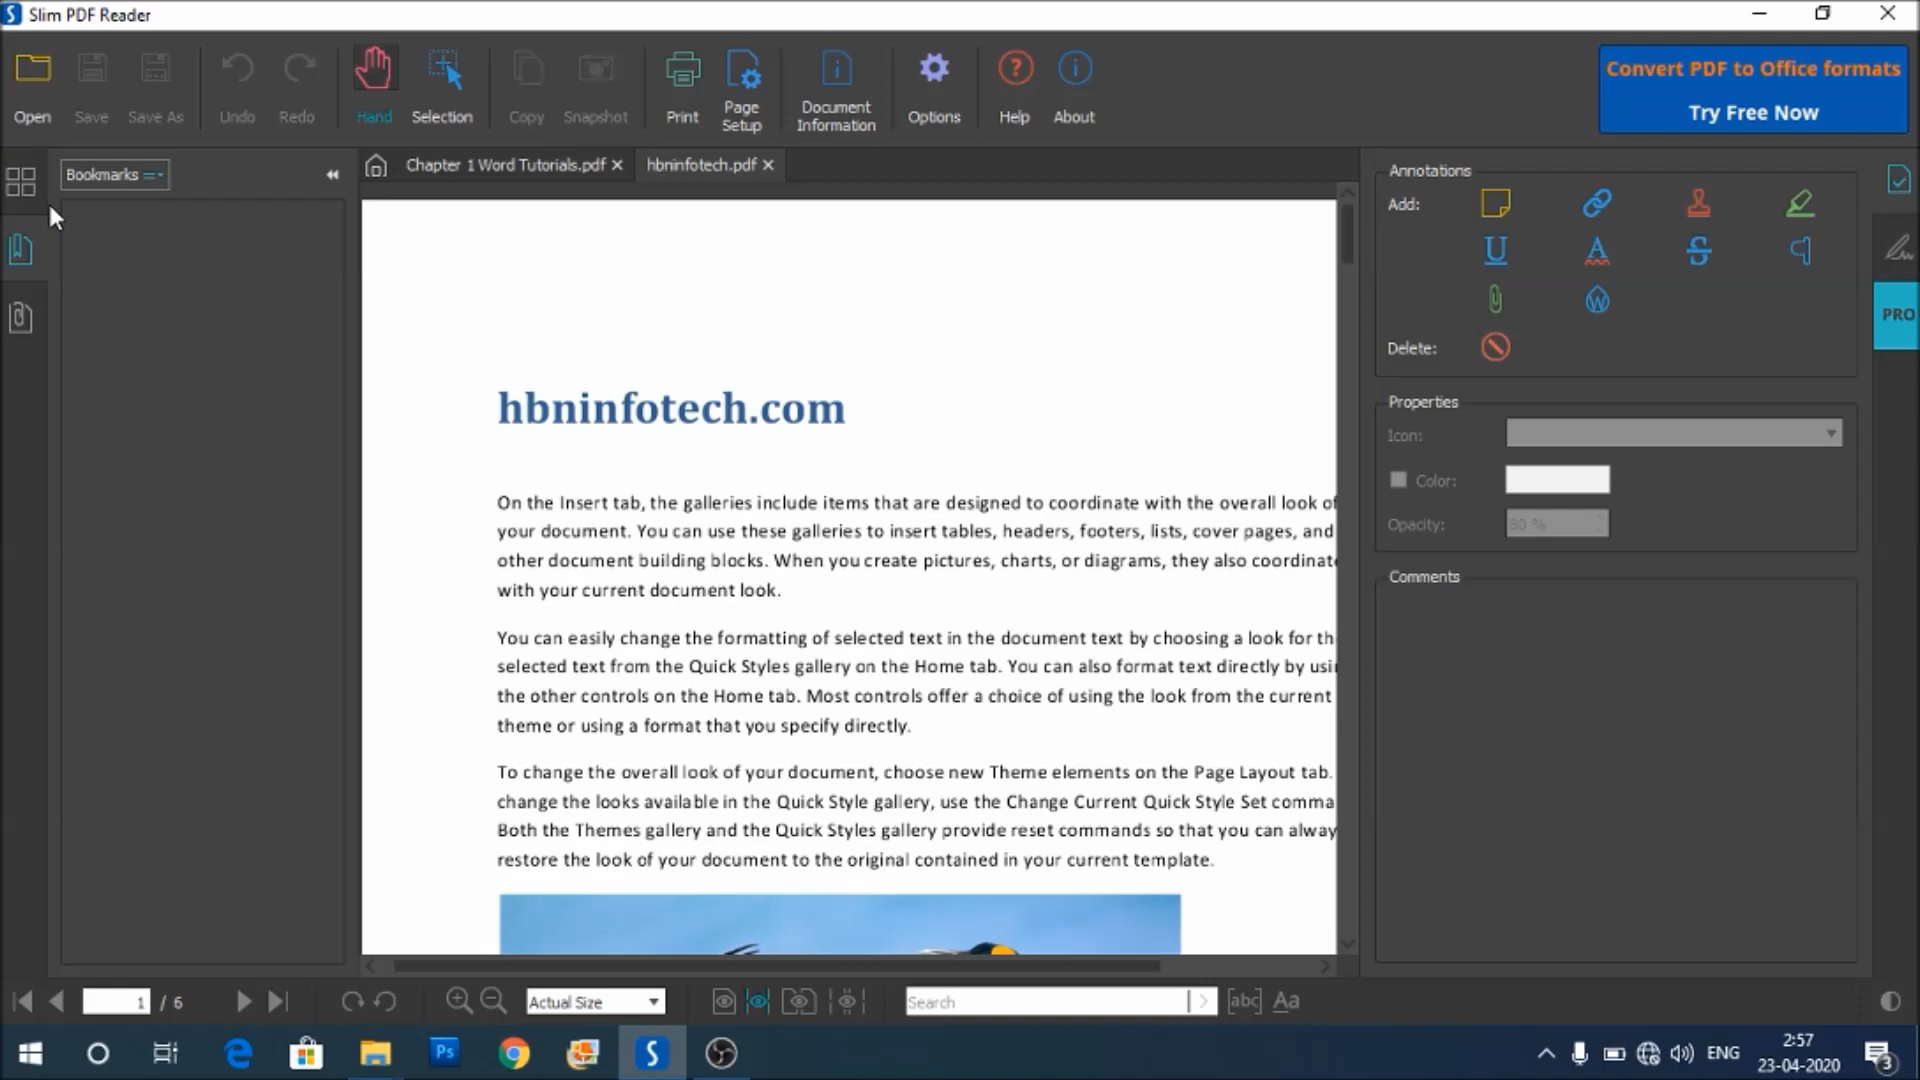 Slim PDF Reader
Open
Save
Save As
Undo
Redo
Hand
Selection
Copy
Snapshot
Print
Page
Setup
Document
Information
Options
Help
About
Convert PDF to Office formats
Try Free Now
Bookmarks
Chapter 1 Word Tutorials.pdf
hbninfotech.pdf
hbninfotech.com
On the Insert tab, the galleries include items that are designed to coordinate with the overall look of
your document. You can use these galleries to insert tables, headers, footers, lists, cover pages, and
other document building blocks. When you create pictures, charts, or diagrams, they also coordinat
with your current document look.
You can easily change the formatting of selected text in the document text by choosing a look for th
selected text from the Quick Styles gallery on the Home tab. You can also format text directly by usi
the other controls on the Home tab. Most controls offer a choice of using the look from the current
theme or using a format that you specify directly.
To change the overall look of your document, choose new Theme elements on the Page Layout tab.
change the looks available in the Quick Style gallery, use the Change Current Quick Style Set comma
Both the Themes gallery and the Quick Styles gallery provide reset commands so that you can alway
restore the look of your document to the original contained in your current template.
Annotations
Add:
Delete:
Properties
Icon:
Color:
Opacity: 80 %
Comments
PRO
1 / 6
Actual Size
Search
[abc] Aa
Ps
ENG
2:57
23-04-2020
3